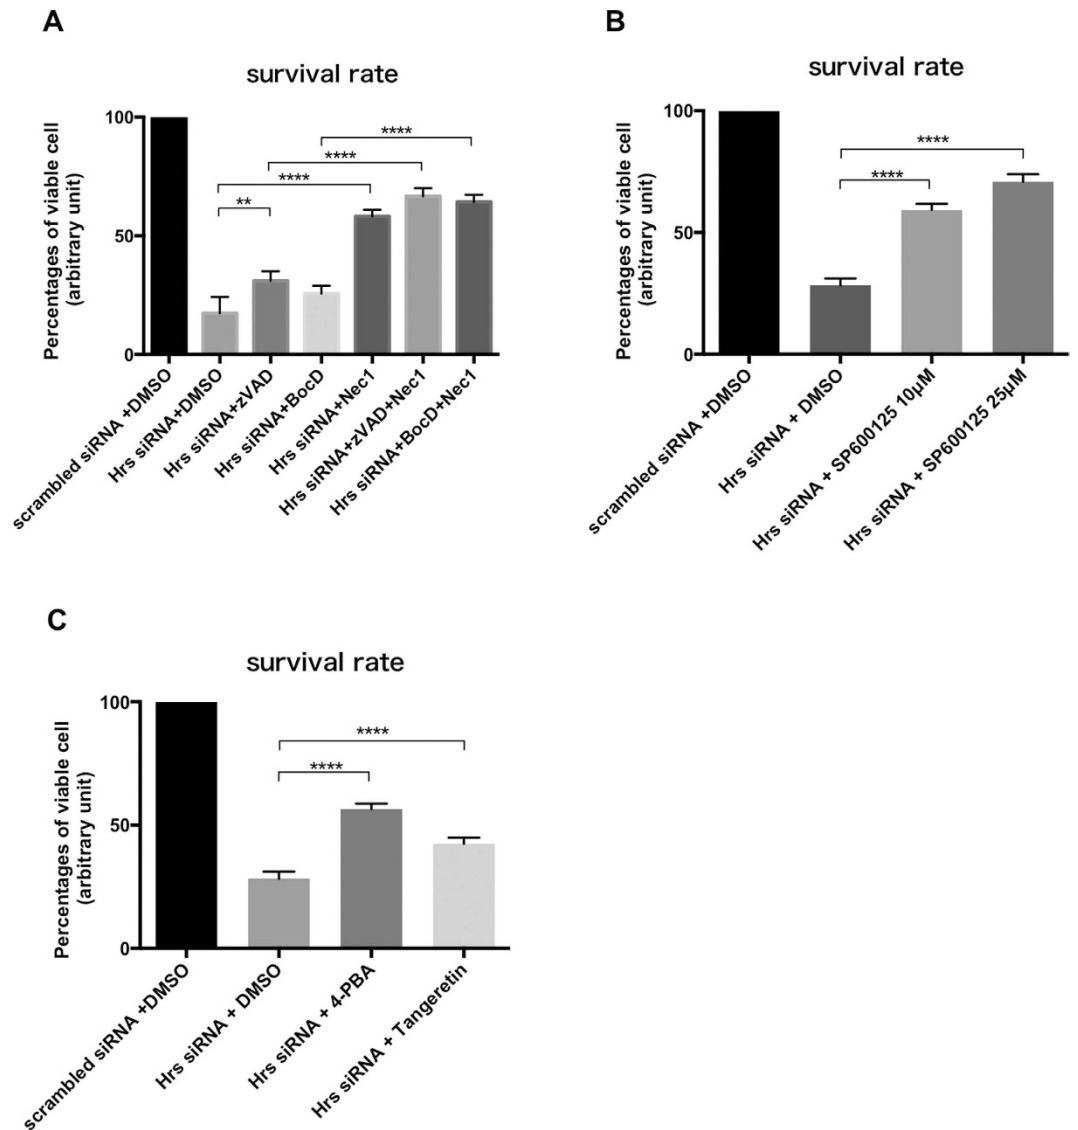 A
survival rate
Percentages of viable cell
(arbitrary unit)
100
50
0
****
****
****
**
scrambled siRNA +DMSO
Hrs siRNA+DMSO
Hrs siRNA+zVAD
Hrs siRNA+BocD
Hrs siRNA+Nec1
Hrs siRNA+zVAD+Nec1
Hrs siRNA+BocD+Nec1
B
survival rate
Percentages of viable cell
(arbitrary unit)
100
50
0
****
****
scrambled siRNA +DMSO
Hrs siRNA + DMSO
Hrs siRNA + SP600125 10μM
Hrs siRNA + SP600125 25μM
C
survival rate
Percentages of viable cell
(arbitrary unit)
100
50
0
****
****
scrambled siRNA +DMSO
Hrs siRNA + DMSO
Hrs siRNA + 4-PBA
Hrs siRNA + Tangeretin